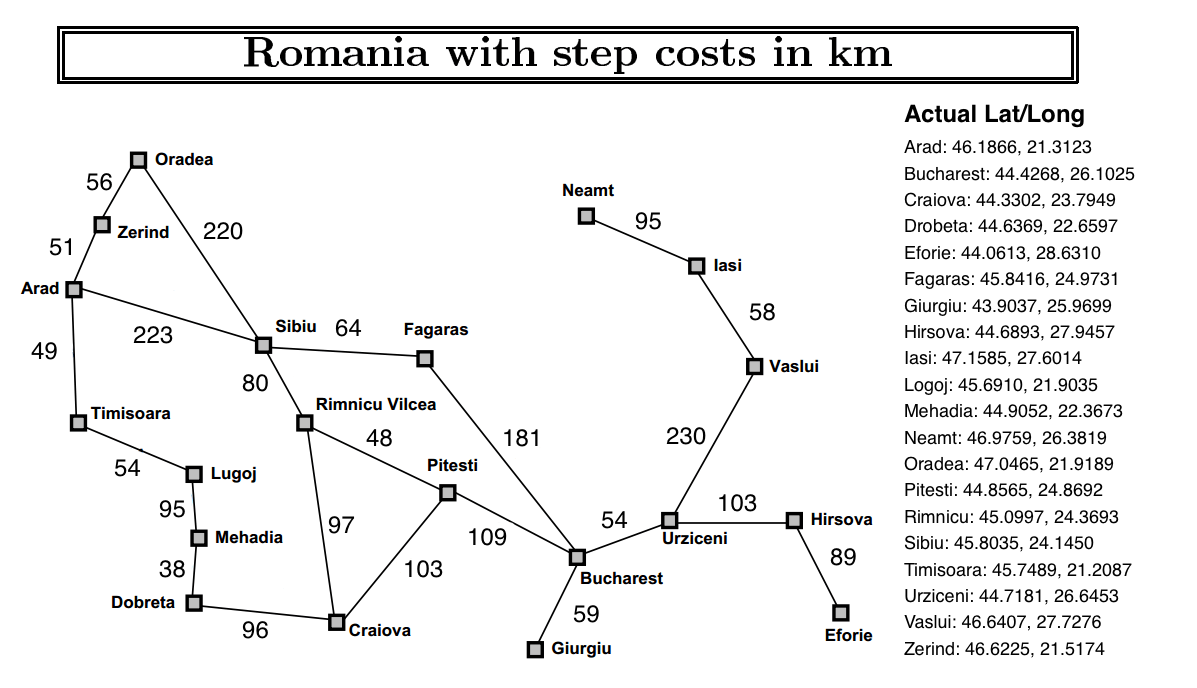 Romania with step costs in km
Actual Lat/Long
Arad: 46.1866, 21.3123
Bucharest: 44.4268, 26.1025
Craiova: 44.3302, 23.7949
Drobeta: 44.6369, 22.6597
Eforie: 44.0613, 28.6310
Fagaras: 45.8416, 24.9731
Giurgiu: 43.9037, 25.9699
Hirsova: 44.6893, 27.9457
Iasi: 47.1585, 27.6014
Logoj: 45.6910, 21.9035
Mehadia: 44.9052, 22.3673
Neamt: 46.9759, 26.3819
Oradea: 47.0465, 21.9189
Pitesti: 44.8565, 24.8692
Rimnicu: 45.0997, 24.3693
Sibiu: 45.8035, 24.1450
Timisoara: 45.7489, 21.2087
Urziceni: 44.7181, 26.6453
Vaslui: 46.6407, 27.7276
Zerind: 46.6225, 21.5174
Oradea
56
Neamt
95
Zerind
220
51
Iasi
Arad
58
Sibiu
64
Fagaras
223
49
Vaslui
80
Rimnicu Vilcea
Timisoara
48
181
230
54
Lugoj
Pitesti
95
103
97
54
Hirsova
Mehadia
109
Urziceni
38
103
89
Bucharest
Dobreta
59
96
Craiova
Eforie
Giurgiu